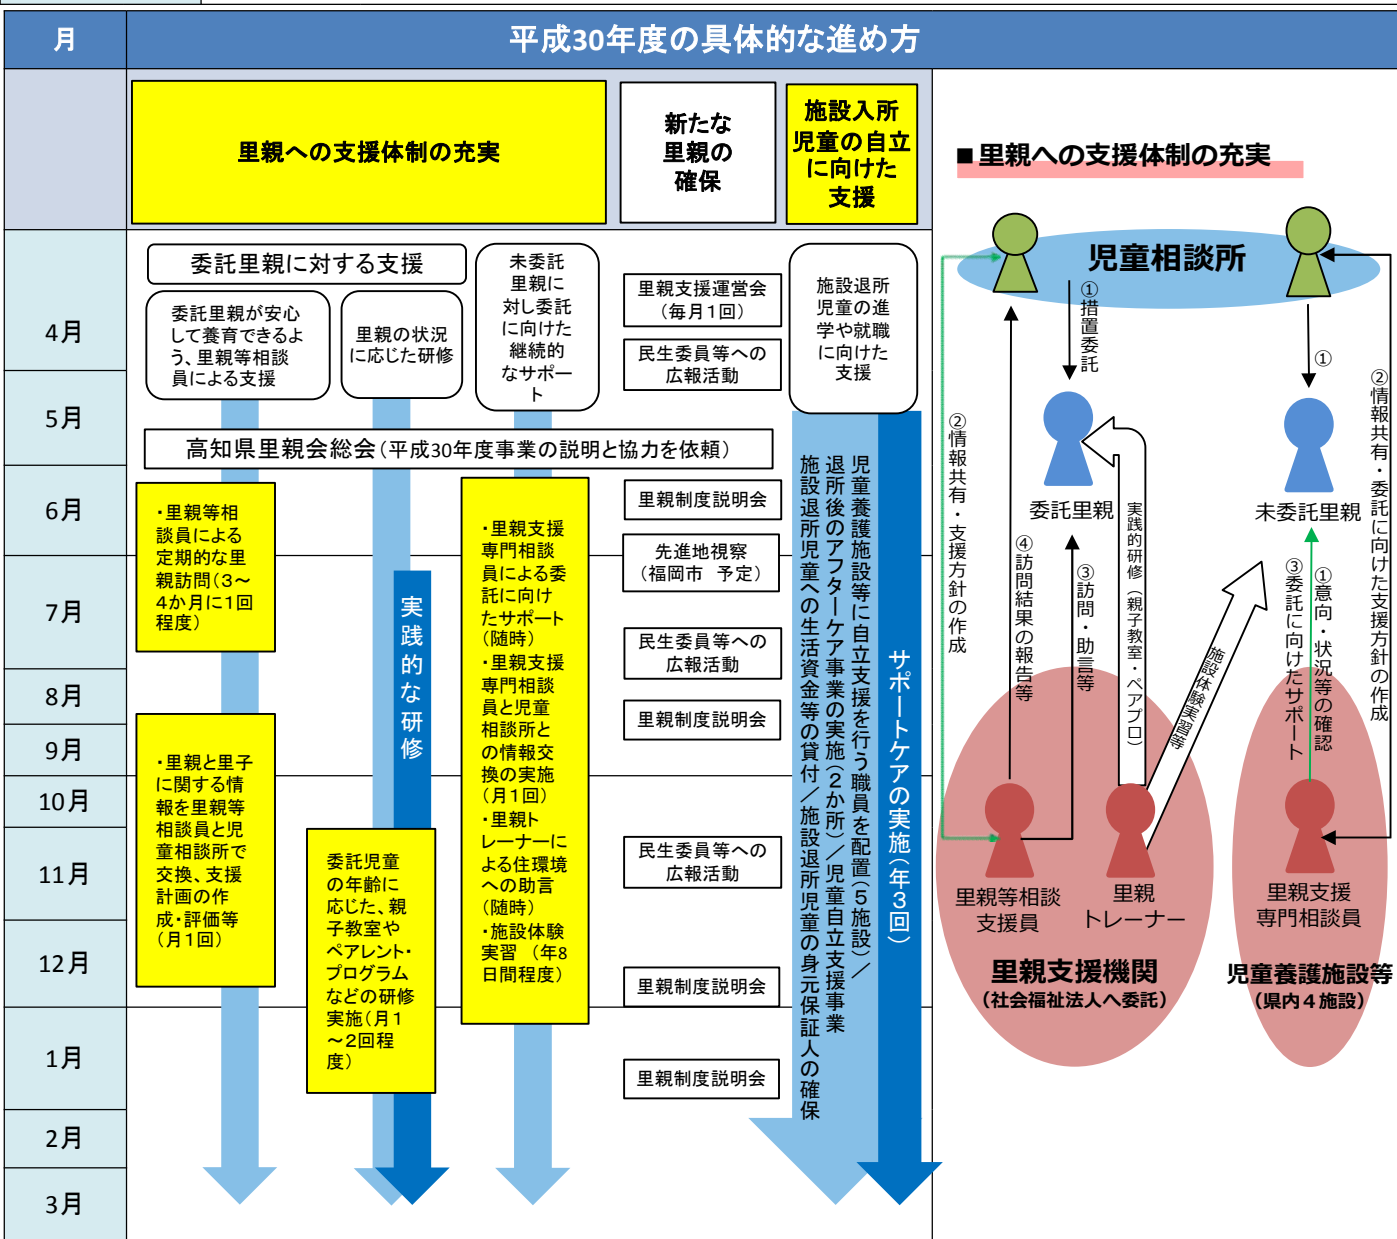 月
平成30年度の具体的な進め方
里親への支援体制の充実
新たな
里親の
確保
施設入所
児童の自立
に向けた
支援
4月
5月
6月
7月
8月
9月
10月
11月
12月
1月
2月
3月
委託里親に対する支援
委託里親が安心
して養育できるよ
う、里親等相談
員による支援
里親の状況
に応じた研修
未委託
里親に
対し委託
に向けた
継続的
なサポー
ト
里親支援運営会
（毎月1回）
民生委員等への
広報活動
施設退所
児童の進
学や就職
に向けた
支援
高知県里親会総会（平成30年度事業の説明と協力を依頼）
・里親等相
談員による
定期的な里
親訪問（3～
4か月に1回
程度）
・里親と里子
に関する情
報を里親等
相談員と児
童相談所で
交換、支援
計画の作
成・評価等
（月1回）
実践的な研修
委託児童
の年齢に
応じた、親
子教室や
ペアレント・
プログラム
などの研修
実施（月1
～2回程
度）
・里親支援
専門相談
員による委
託に向け
たサポート
（随時）
・里親支援
専門相談
員と児童
相談所と
の情報交
換の実施
（月1回）
・里親ト
レーナーに
よる住環境
への助言
（随時）
・施設体験
実習 （年8
日間程度）
里親制度説明会
先進地視察
（福岡市　予定）
民生委員等への
広報活動
里親制度説明会
民生委員等への
広報活動
里親制度説明会
里親制度説明会
児童養護施設等に自立支援を行う職員を配置（5施設）／
退所後のアフターケア事業の実施（2か所）／児童自立支援事業
施設退所児童への生活資金等の貸付／施設退所児童の身元保証人の確保
サポートケアの実施（年3回）
■里親への支援体制の充実
児童相談所
①措置委託
①
委託里親
未委託里親
②情報共有・支援方針の作成
④訪問結果の報告等
③訪問・助言等
実践的研修（親子教室・ペアプロ）
施設体験実習等
③委託に向けたサポート
①意向・状況等の確認
②情報共有・委託に向けた支援方針の作成
里親等相談
支援員
里親
トレーナー
里親支援
専門相談員
里親支援機関
（社会福祉法人へ委託）
児童養護施設等
（県内４施設）